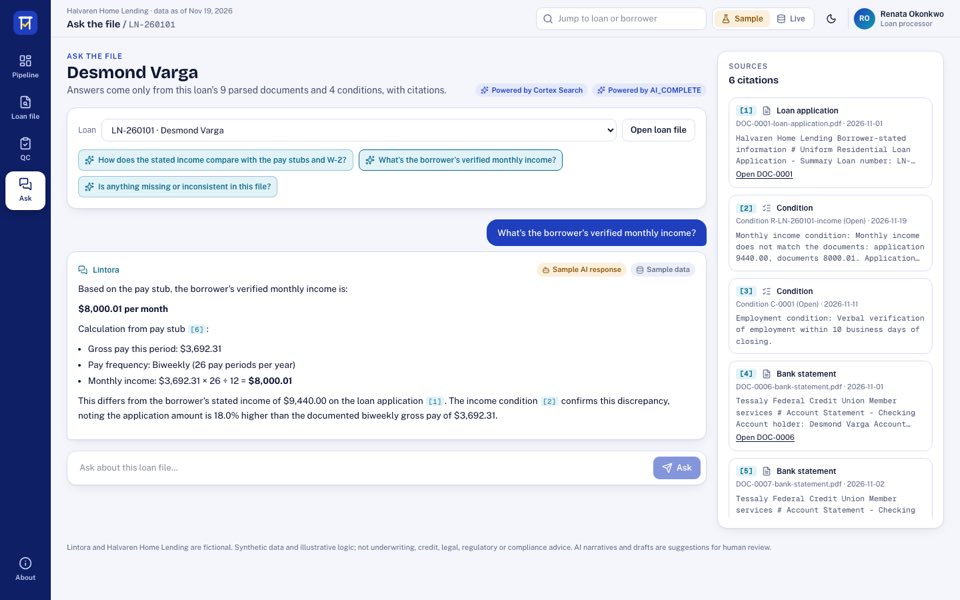 Halvaren Home Lending · data as of Nov 19, 2026
Ask the file / LN-260101
Jump to loan or borrower
Sample
Live
RO
Renata Okonkwo
Loan processor
Pipeline
Loan file
QC
Ask
About
ASK THE FILE
Desmond Varga
Answers come only from this loan's 9 parsed documents and 4 conditions, with citations.
Powered by Cortex Search
Powered by AI_COMPLETE
Loan
LN-260101 · Desmond Varga
Open loan file
How does the stated income compare with the pay stubs and W-2?
What's the borrower's verified monthly income?
Is anything missing or inconsistent in this file?
What's the borrower's verified monthly income?
Lintora
Sample AI response
Sample data
Based on the pay stub, the borrower's verified monthly income is:
$8,000.01 per month
Calculation from pay stub [6]:
• Gross pay this period: $3,692.31
• Pay frequency: Biweekly (26 pay periods per year)
• Monthly income: $3,692.31 × 26 ÷ 12 = $8,000.01
This differs from the borrower's stated income of $9,440.00 on the loan application [1]. The income condition [2] confirms this discrepancy,
noting the application amount is 18.0% higher than the documented biweekly gross pay of $3,692.31.
Ask about this loan file...
Ask
SOURCES
6 citations
[1] Loan application
DOC-0001-loan-application.pdf · 2026-11-01
Halvaren Home Lending Borrower-stated
information # Uniform Residential Loan
Application - Summary Loan number: LN-…
Open DOC-0001
[2] Condition
Condition R-LN-260101-income (Open) · 2026-11-19
Monthly income condition: Monthly income
does not match the documents: application
9440.00, documents 8000.01. Application…
[3] Condition
Condition C-0001 (Open) · 2026-11-11
Employment condition: Verbal verification
of employment within 10 business days of
closing.
[4] Bank statement
DOC-0006-bank-statement.pdf · 2026-11-01
Tessaly Federal Credit Union Member
services # Account Statement - Checking
Account holder: Desmond Varga Account…
Open DOC-0006
[5] Bank statement
DOC-0007-bank-statement.pdf · 2026-11-02
Tessaly Federal Credit Union Member
services # Account Statement - Checking
Lintora and Halvaren Home Lending are fictional. Synthetic data and illustrative logic; not underwriting, credit, legal, regulatory or compliance advice. AI narratives and drafts are suggestions for human review.